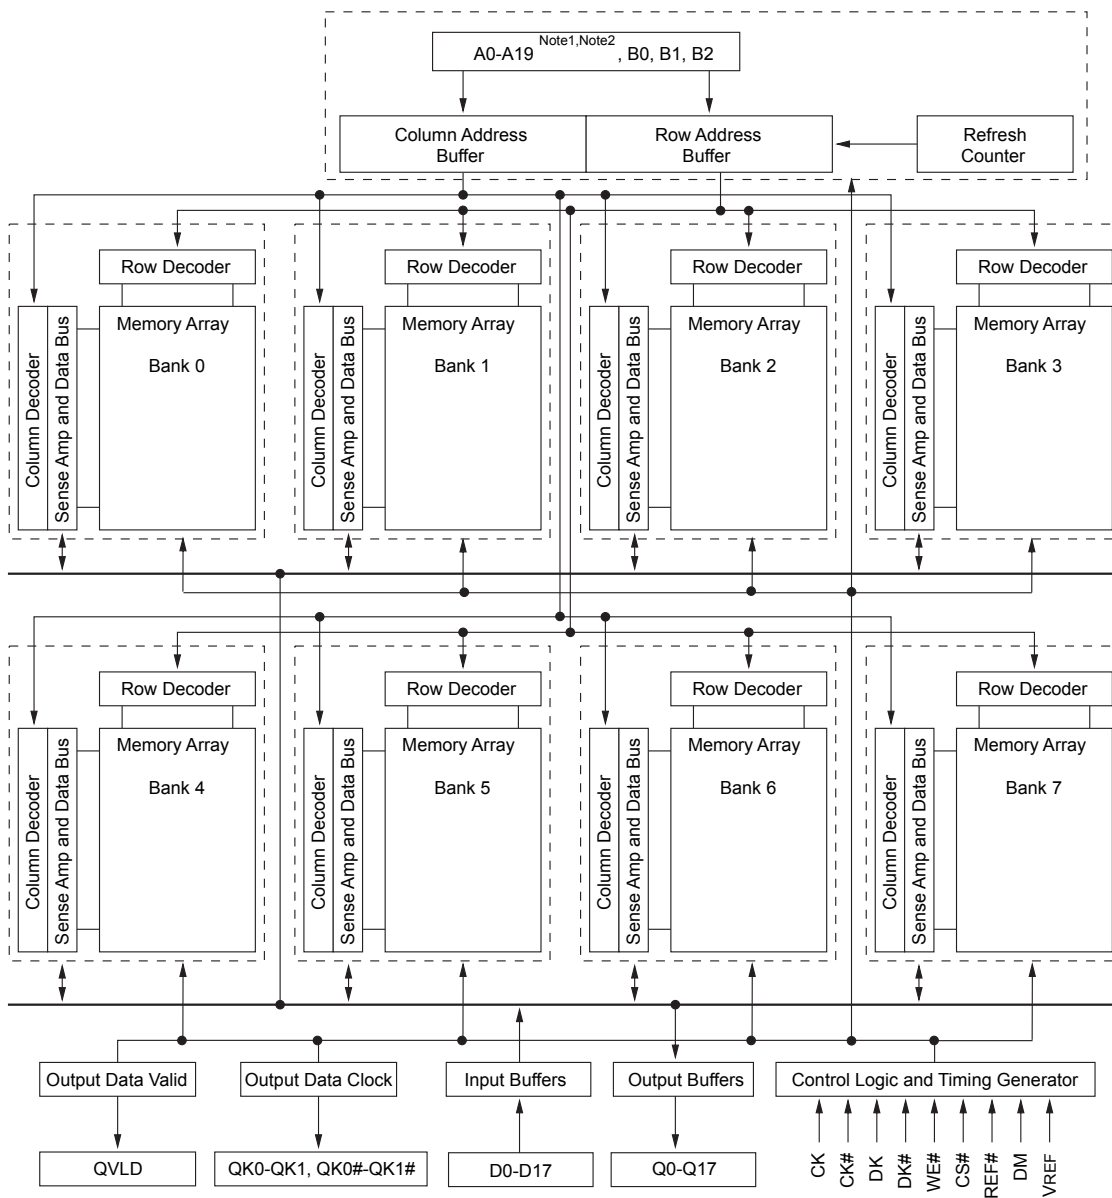 A0-A19 Note1,Note2 , B0, B1, B2
Column Address
Buffer
Row Address
Buffer
Refresh
Counter
Row Decoder
Row Decoder
Row Decoder
Row Decoder
Column Decoder
Sense Amp and Data Bus
Memory Array
Bank 0
Column Decoder
Sense Amp and Data Bus
Memory Array
Bank 1
Column Decoder
Sense Amp and Data Bus
Memory Array
Bank 2
Column Decoder
Sense Amp and Data Bus
Memory Array
Bank 3
Row Decoder
Row Decoder
Row Decoder
Row Decoder
Column Decoder
Sense Amp and Data Bus
Memory Array
Bank 4
Column Decoder
Sense Amp and Data Bus
Memory Array
Bank 5
Column Decoder
Sense Amp and Data Bus
Memory Array
Bank 6
Column Decoder
Sense Amp and Data Bus
Memory Array
Bank 7
Output Data Valid
Output Data Clock
Input Buffers
Output Buffers
Control Logic and Timing Generator
QVLD
QK0-QK1, QK0#-QK1#
D0-D17
Q0-Q17
CK
CK#
DK
DK#
WE#
CS#
REF#
DM
VREF